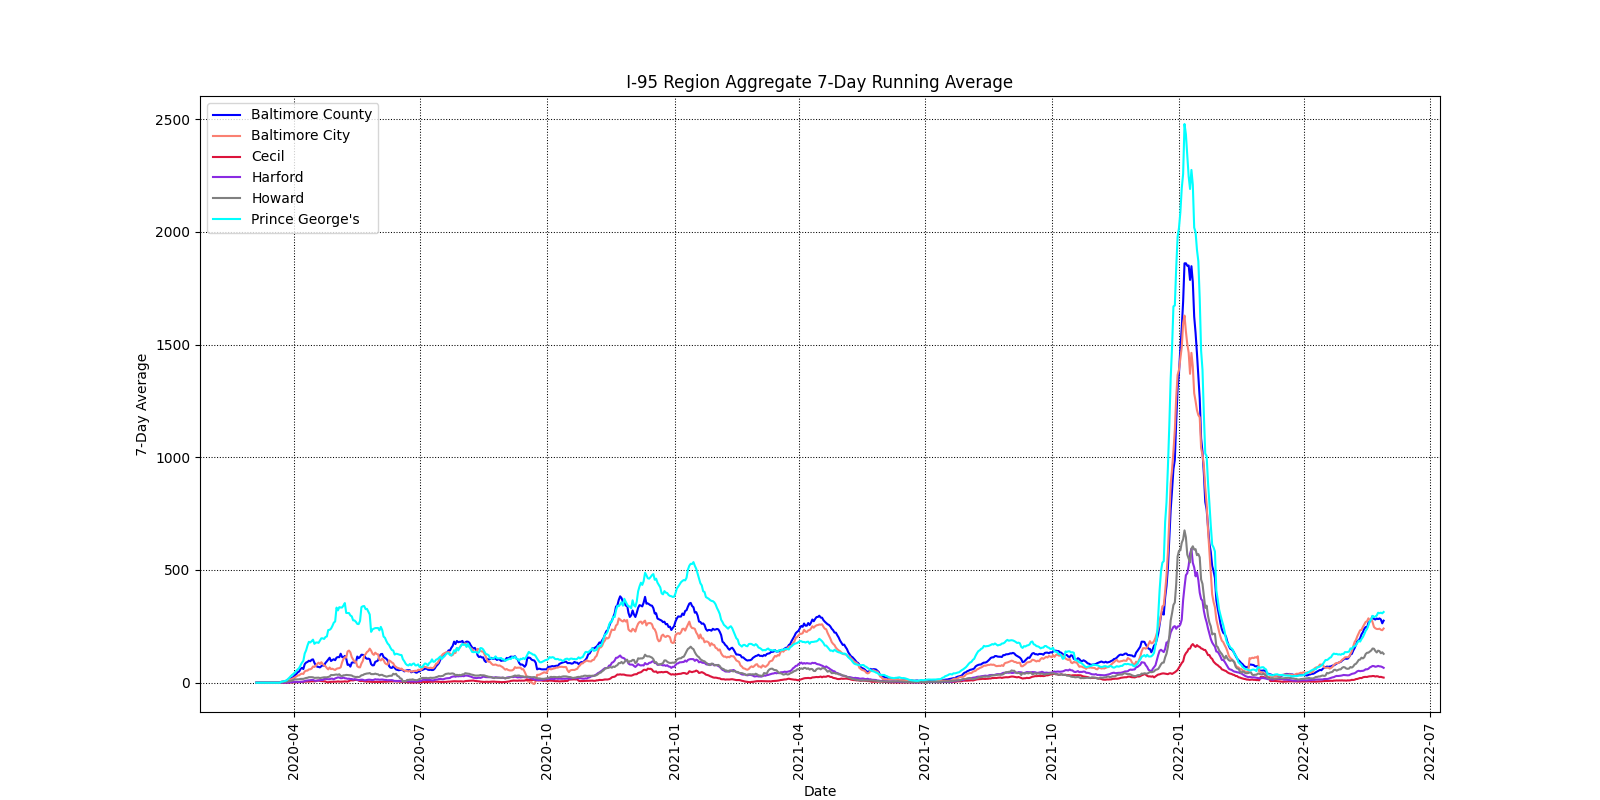 I-95 Region Aggregate 7-Day Running Average
Baltimore County
Baltimore City
Cecil
Harford
Howard
Prince George's
2500
2000
1500
1000
500
0
7-Day Average
2020-04
2020-07
2020-10
2021-01
2021-04
2021-07
2021-10
2022-01
2022-04
2022-07
Date